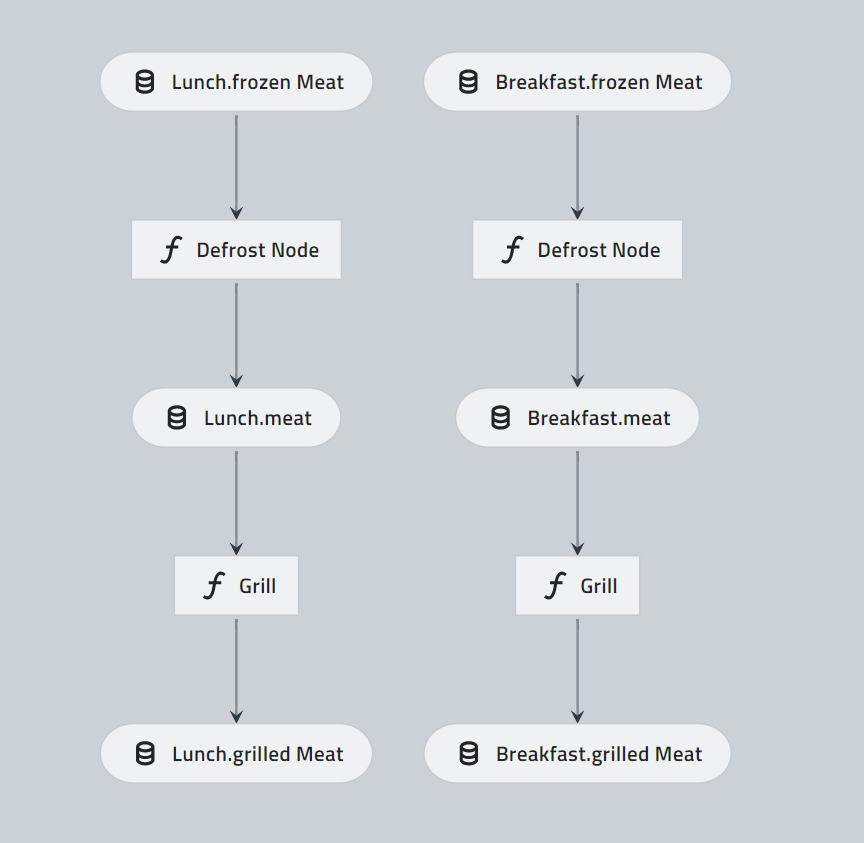 Lunch.frozen Meat
Breakfast.frozen Meat
Defrost Node
Defrost Node
Lunch.meat
Breakfast.meat
Grill
Grill
Lunch.grilled Meat
Breakfast.grilled Meat